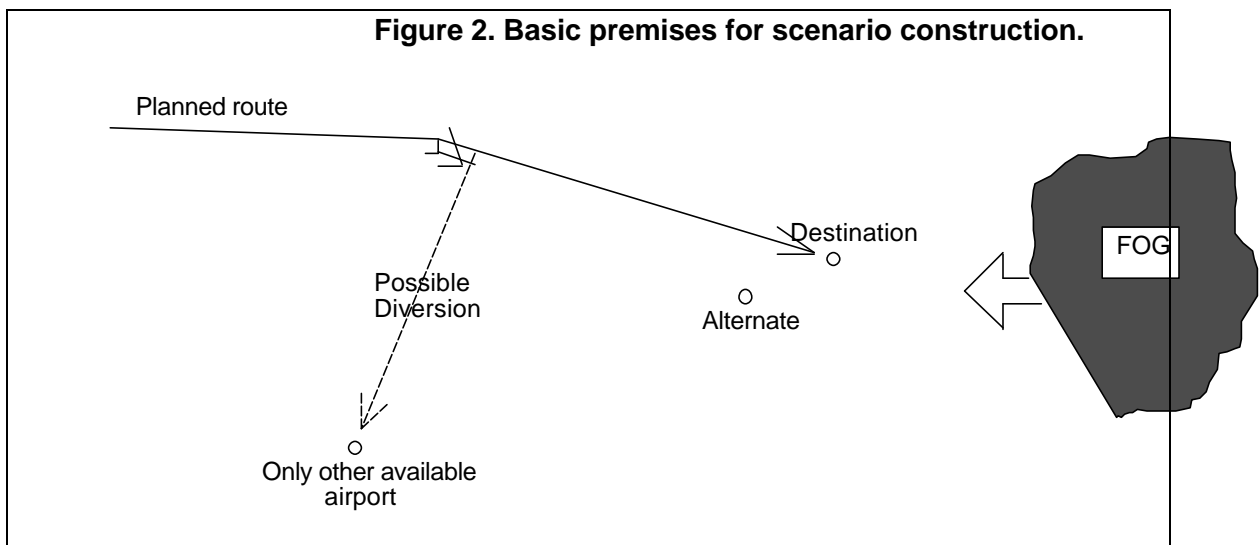 Figure 2. Basic premises for scenario construction.
Planned route
Destination
FOG
Possible
Diversion
Alternate
Only other available
airport